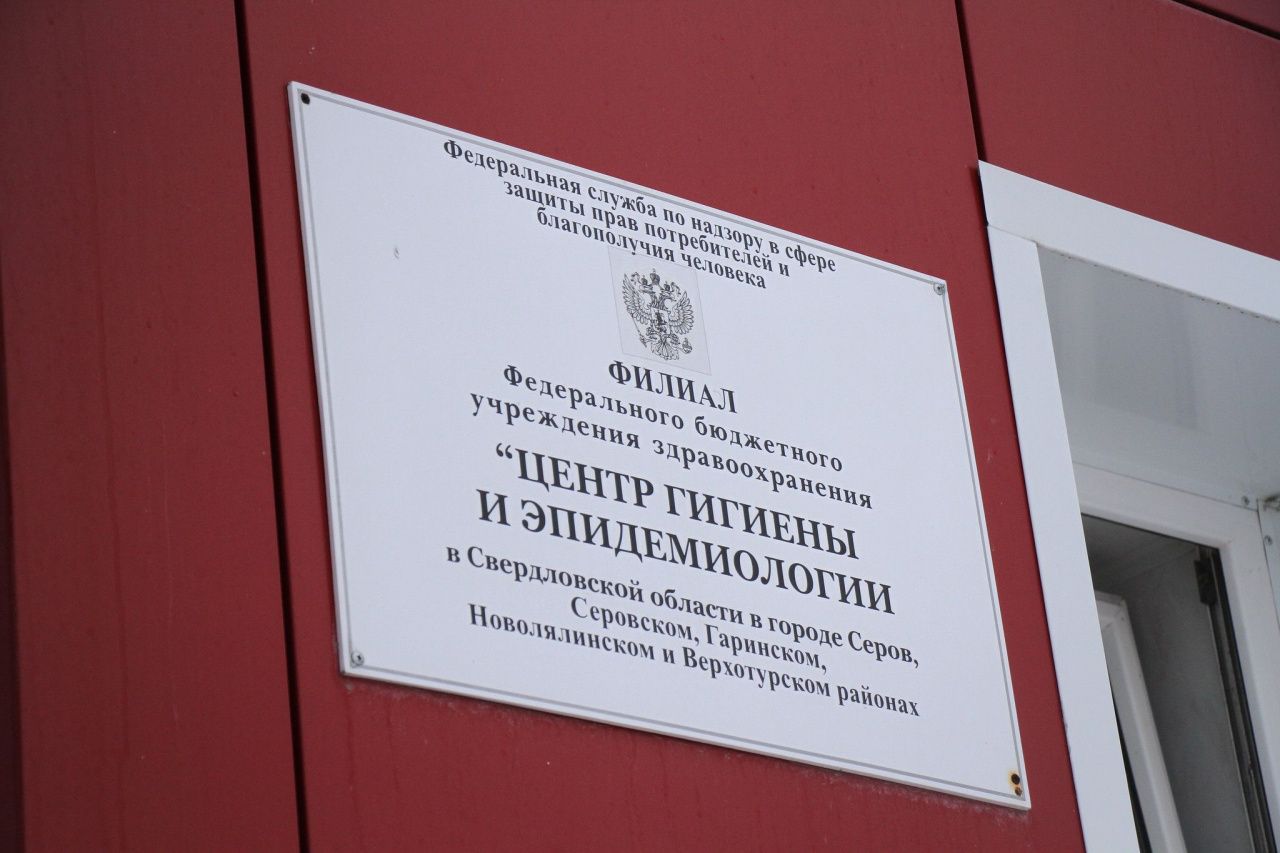 Федеральная служба по надзору в сфере
защиты прав потребителей и
благополучия человека
ФИЛИАЛ
Федерального бюджетного
учреждения здравоохранения
“ЦЕНТР ГИГИЕНЫ
И ЭПИДЕМИОЛОГИИ
в Свердловской области в городе Серов,
Серовском, Гаринском,
Новолялинском и Верхотурском районах